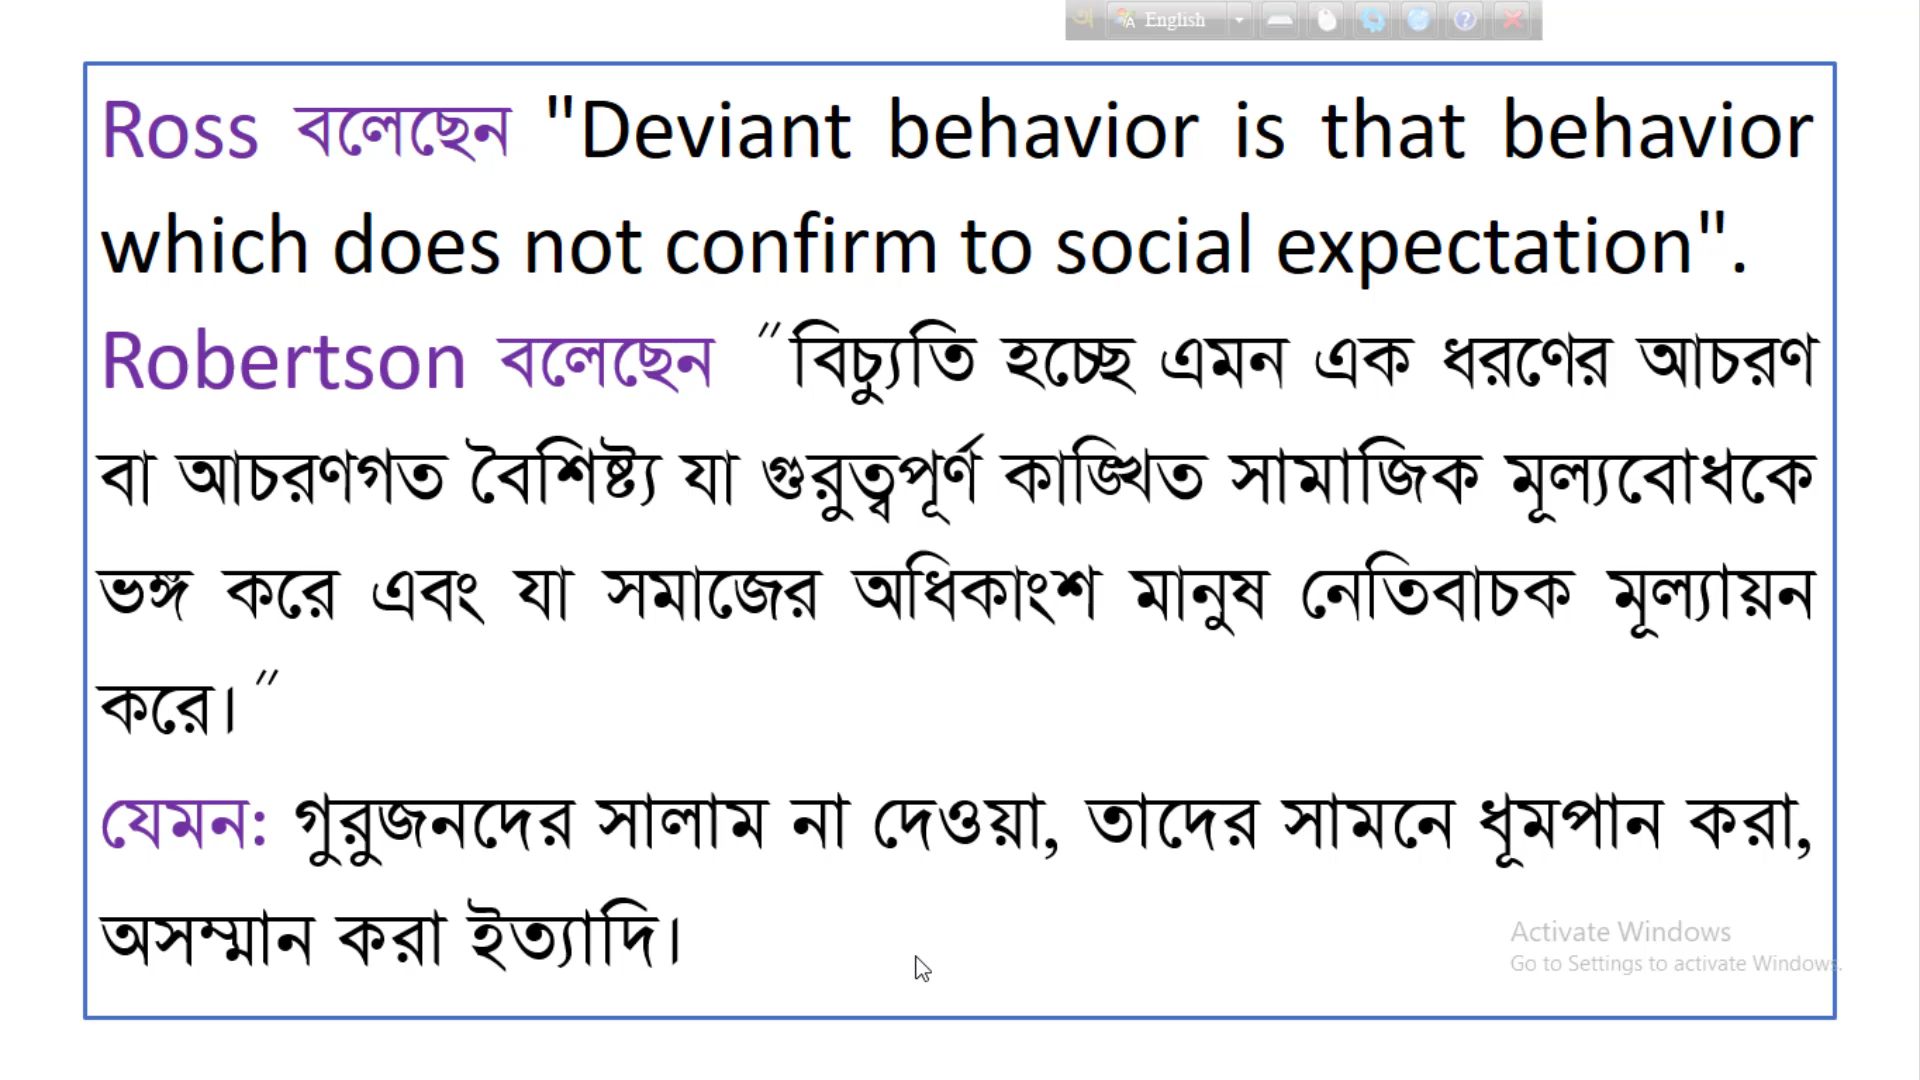 English
Ross বলেছেন "Deviant behavior is that behavior
which does not confirm to social expectation".
Robertson বলেছেন "বিচ্যুতি হচ্ছে এমন এক ধরণের আচরণ
বা আচরণগত বৈশিষ্ট্য যা গুরুত্বপূর্ণ কাঙ্খিত সামাজিক মূল্যবোধকে
ভঙ্গ করে এবং যা সমাজের অধিকাংশ মানুষ নেতিবাচক মূল্যায়ন
করে।"
যেমন: গুরুজনদের সালাম না দেওয়া, তাদের সামনে ধূমপান করা,
অসম্মান করা ইত্যাদি।
Activate Windows
Go to Settings to activate Windows.